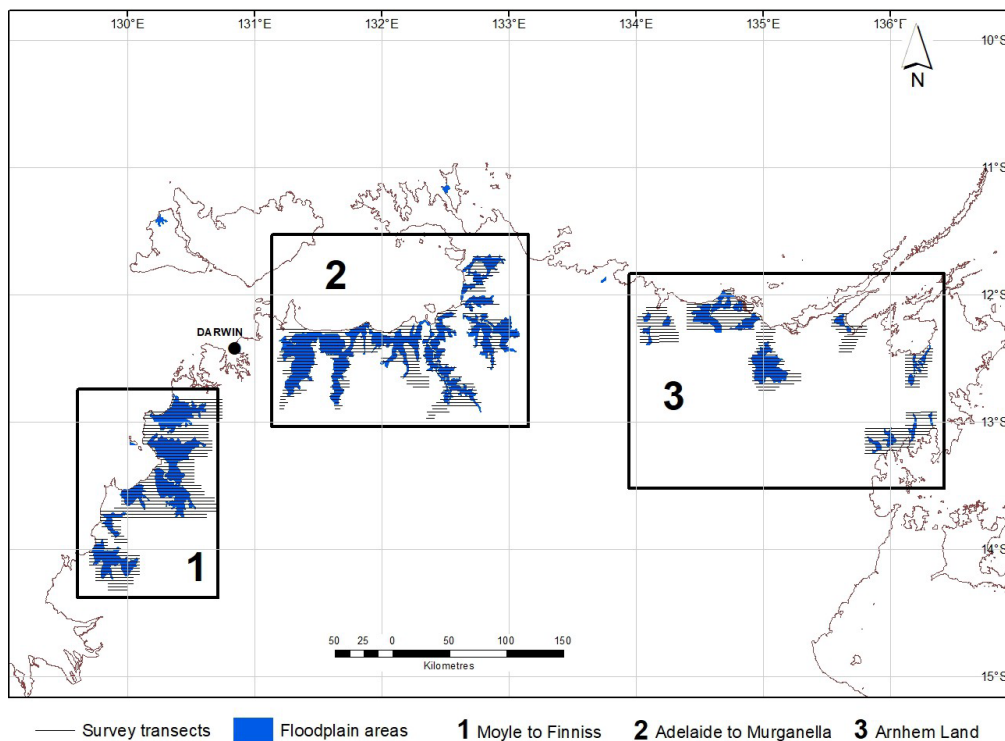 130°E 131°E 132°E 133°E 134°E 135°E 136°E
10°S
N
11°S
2
12°S
DARWIN
3
13°S
1
14°S
50 25 0 50 100 150
Kilometres
15°S
Survey transects Floodplain areas 1 Moyle to Finniss 2 Adelaide to Murganella 3 Arnhem Land